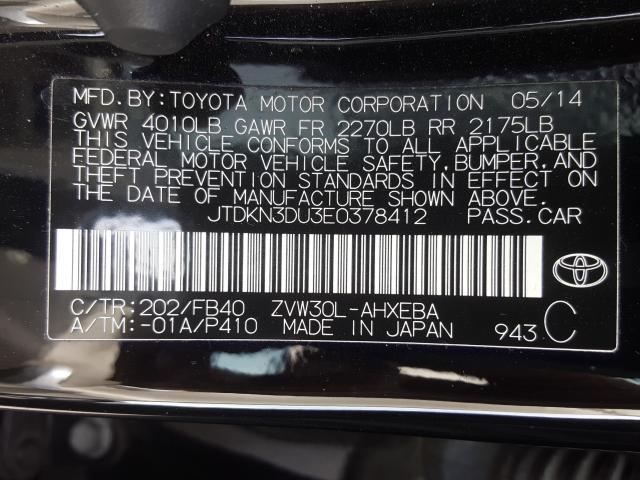 MFD.BY:TOYOTA MOTOR CORPORATION 05/14
GVWR 4010LB GAWR FR 2270LB RR 2175LB
THIS VEHICLE CONFORMS TO ALL APPLICABLE
FEDERAL MOTOR VEHICLE SAFETY,BUMPER,AND
THEFT PREVENTION STANDARDS IN EFFECT ON
THE DATE OF MANUFACTURE SHOWN ABOVE.
JTDKN3DU3E0378412 PASS.CAR
C/TR:202/FB40 ZVW30L-AHXEBA
A/TM:-01A/P410 MADE IN JAPAN 943 C